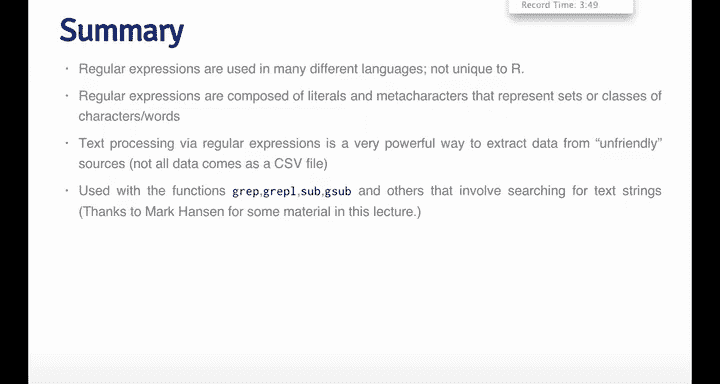 Record Time: 3:49
Summary
· Regular expressions are used in many different languages; not unique to R.
· Regular expressions are composed of literals and metacharacters that represent sets or classes of
characters/words
· Text processing via regular expressions is a very powerful way to extract data from “unfriendly”
sources (not all data comes as a CSV file)
· Used with the functions grep,grepl,sub,gsub and others that involve searching for text strings
(Thanks to Mark Hansen for some material in this lecture.)